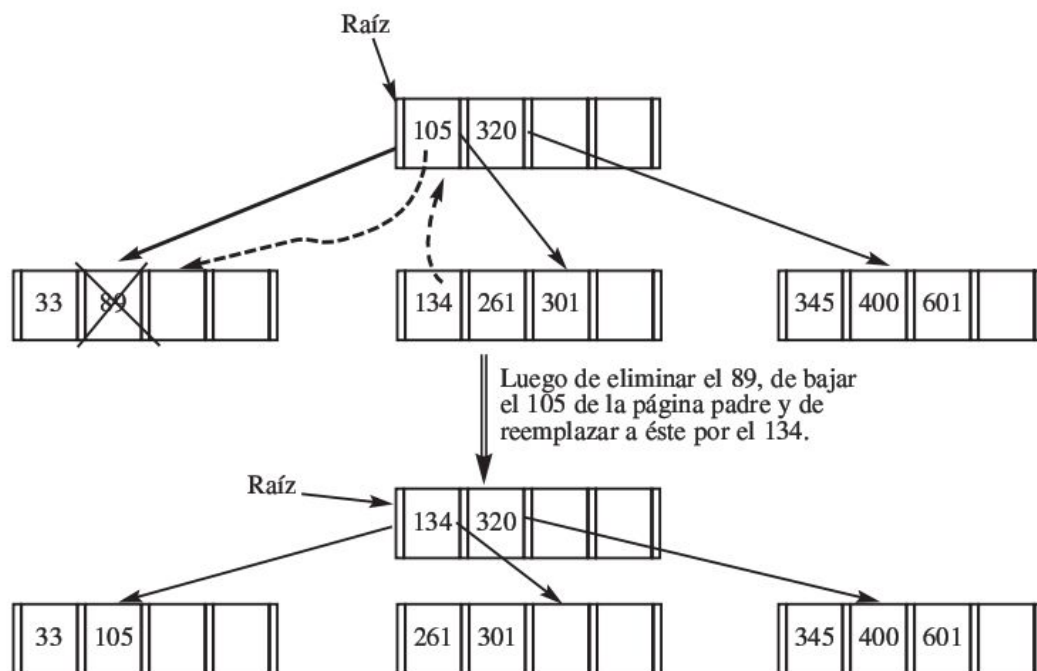 Raíz
105 320
33 89 134 261 301 345 400 601
Luego de eliminar el 89, de bajar
el 105 de la página padre y de
reemplazar a éste por el 134.
Raíz
134 320
33 105 261 301 345 400 601